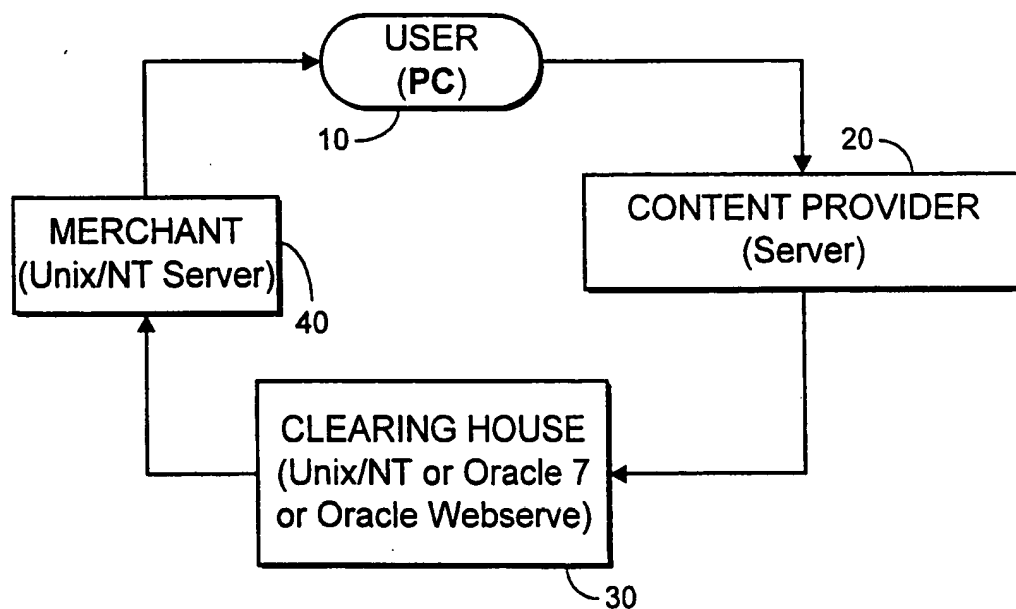 USER
(PC)
10
20
CONTENT PROVIDER
(Server)
MERCHANT
(Unix/NT Server)
40
CLEARING HOUSE
(Unix/NT or Oracle 7
or Oracle Webserve)
30